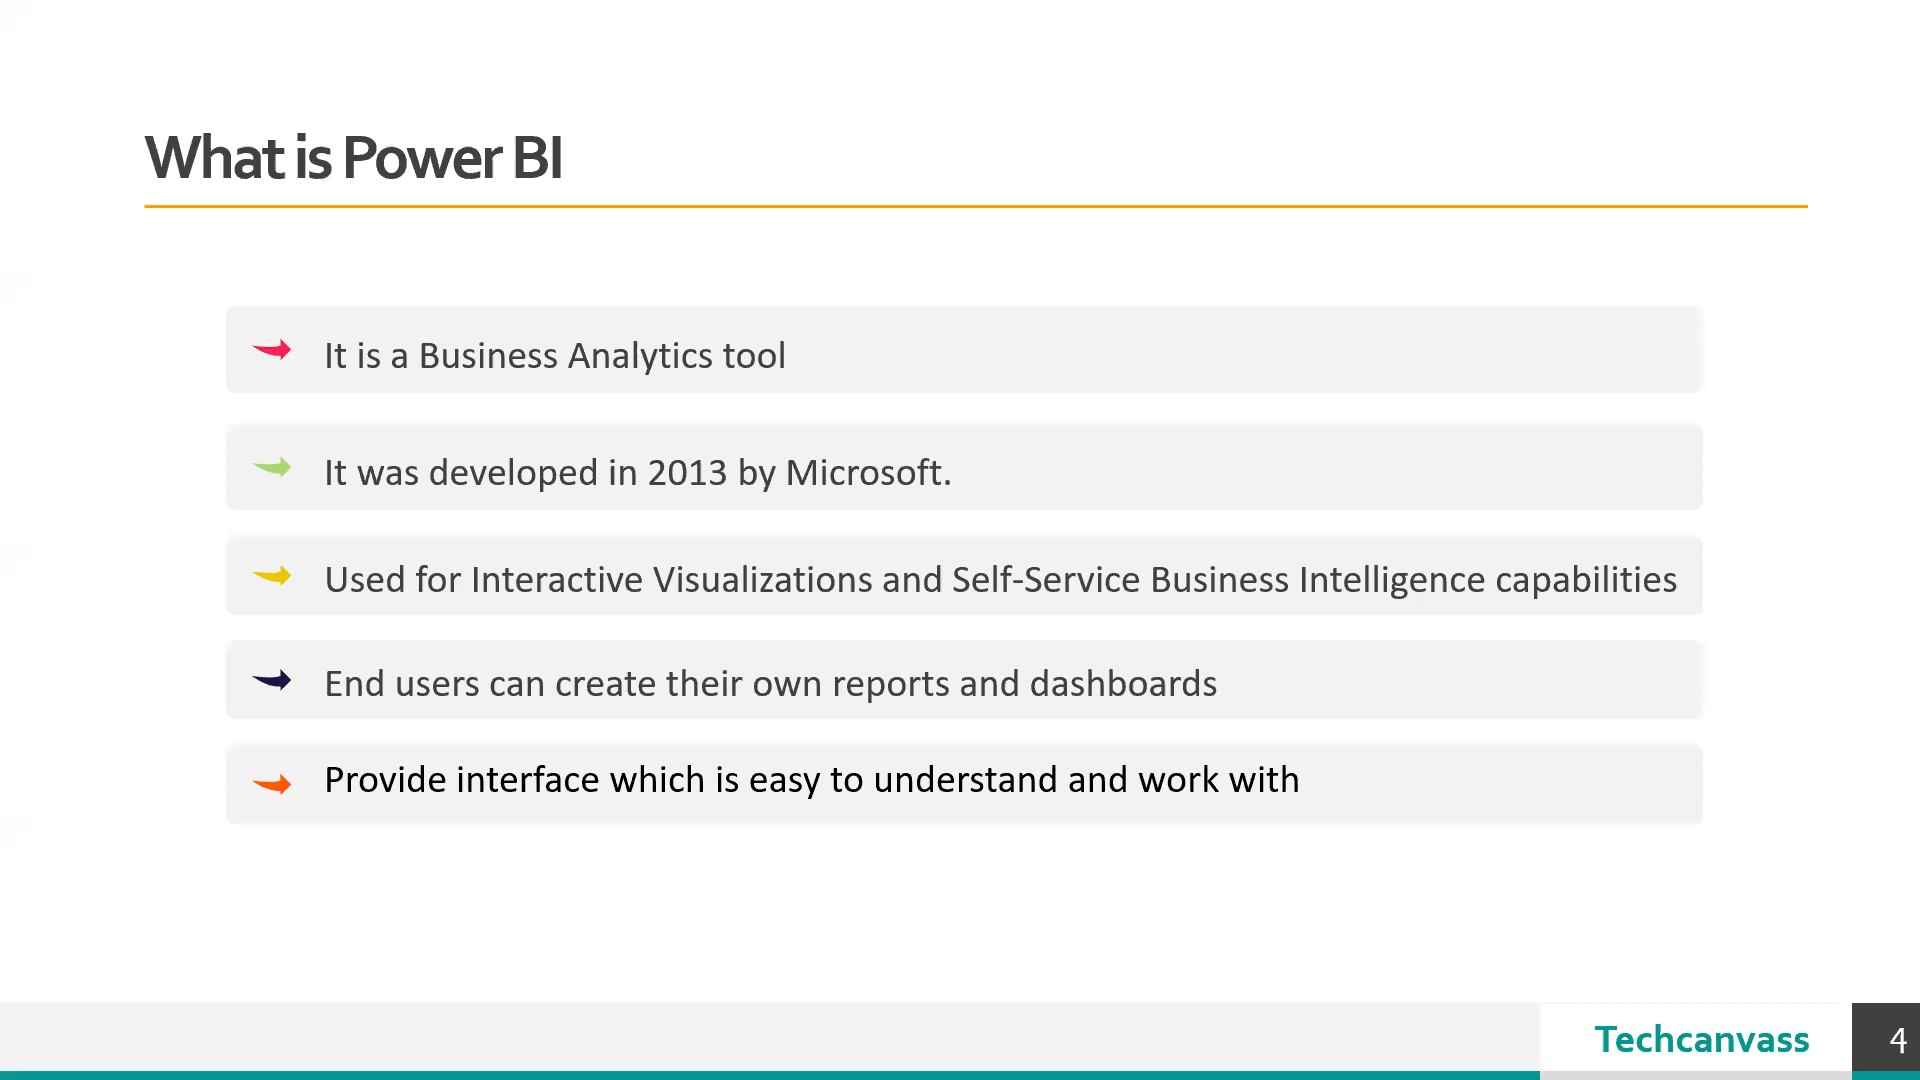 What is Power BI
It is a Business Analytics tool
It was developed in 2013 by Microsoft.
Used for Interactive Visualizations and Self-Service Business Intelligence capabilities
End users can create their own reports and dashboards
Provide interface which is easy to understand and work with
Techcanvass
4